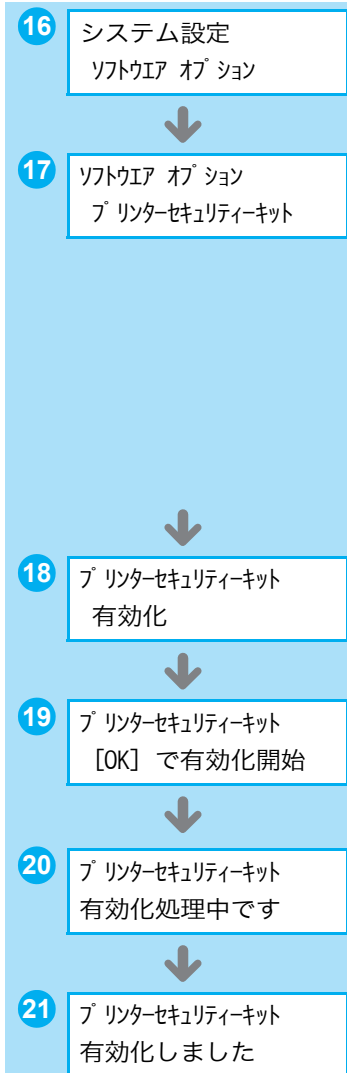 16
システム設定
ｿﾌﾄｳｴｱ ｵﾌﾟｼｮﾝ
17
ｿﾌﾄｳｴｱ ｵﾌﾟｼｮﾝ
ﾌﾟﾘﾝﾀｰｾｷｭﾘﾃｨｰｷｯﾄ
18
ﾌﾟﾘﾝﾀｰｾｷｭﾘﾃｨｰｷｯﾄ
有効化
19
ﾌﾟﾘﾝﾀｰｾｷｭﾘﾃｨｰｷｯﾄ
［OK］で有効化開始
20
ﾌﾟﾘﾝﾀｰｾｷｭﾘﾃｨｰｷｯﾄ
有効化処理中です
21
ﾌﾟﾘﾝﾀｰｾｷｭﾘﾃｨｰｷｯﾄ
有効化しました